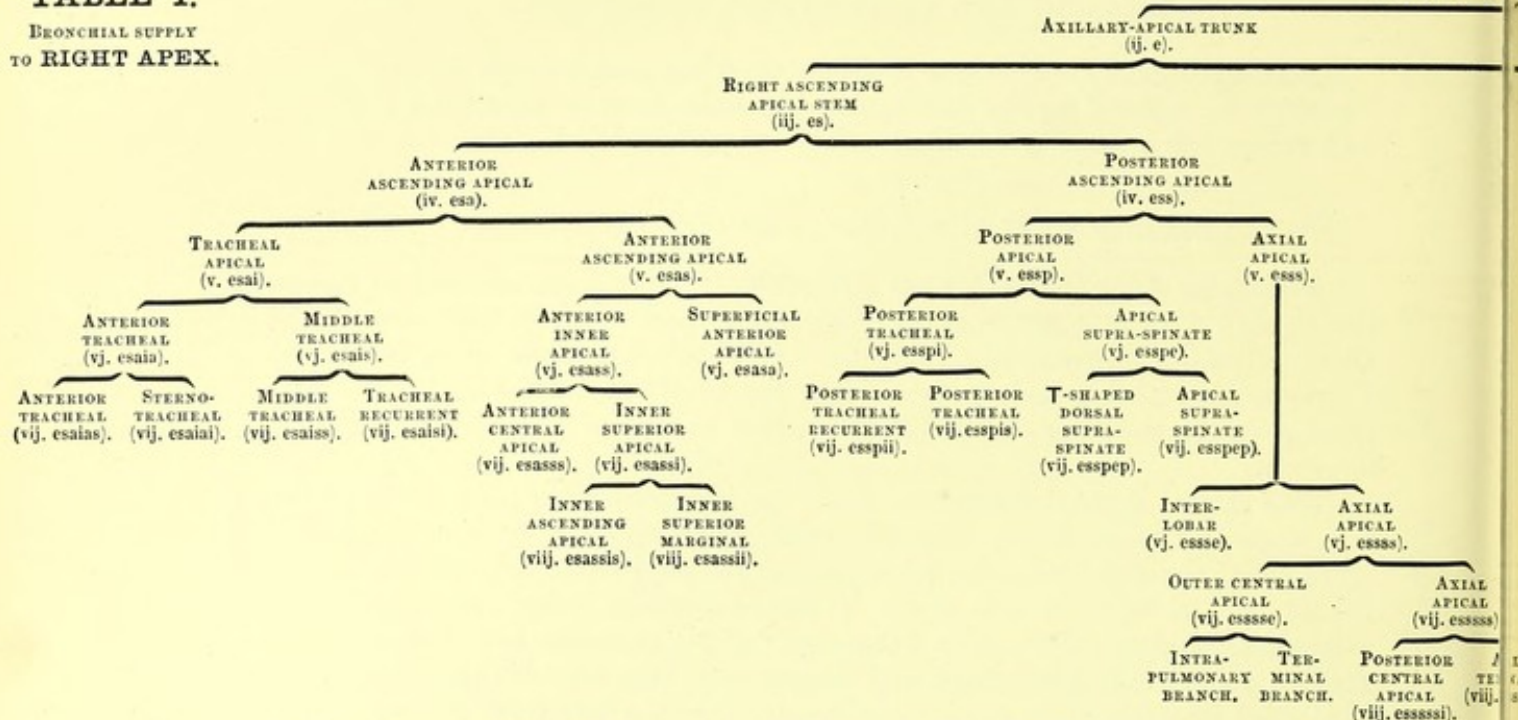 TABLE I.
BRONCHIAL SUPPLY
TO RIGHT APEX.
AXILLARY-APICAL TRUNK
(ij. e).
RIGHT ASCENDING
APICAL STEM
(iij. es).
ANTERIOR
ASCENDING APICAL
(iv. esa).
POSTERIOR
ASCENDING APICAL
(iv. ess).
TRACHEAL
APICAL
(v. esai).
ANTERIOR
ASCENDING APICAL
(v. esas).
POSTERIOR
APICAL
(v. essp).
AXIAL
APICAL
(v. esss).
ANTERIOR
TRACHEAL
(vj. esaia).
MIDDLE
TRACHEAL
(vj. esais).
ANTERIOR
INNER
APICAL
(vj. esass).
SUPERFICIAL
ANTERIOR
APICAL
(vj. esasa).
POSTERIOR
TRACHEAL
(vj. esspi).
APICAL
SUPRA-SPINATE
(vj. esspe).
ANTERIOR
TRACHEAL
(vij. esaias).
STERNO-
TRACHEAL
(vij. esaiai).
MIDDLE
TRACHEAL
(vij. esaiss).
TRACHEAL
RECURRENT
(vij. esaisi).
ANTERIOR
CENTRAL
APICAL
(vij. esasss).
INNER
SUPERIOR
APICAL
(vij. esassi).
POSTERIOR
TRACHEAL
RECURRENT
(vij. esspii).
POSTERIOR
TRACHEAL
(vij. esspis).
T-SHAPED
DORSAL
SUPRA-
SPINATE
(vij. esspep).
APICAL
SUPRA-
SPINATE
(vij. esspep).
INNER
ASCENDING
APICAL
(viij. esassis).
INNER
SUPERIOR
MARGINAL
(viij. esassii).
INTER-
LOBAR
(vj. essse).
AXIAL
APICAL
(vj. essss).
OUTER CENTRAL
APICAL
(vij. esssse).
AXIAL
APICAL
(vij. esssss)
INTRA-
PULMONARY
BRANCH.
TER-
MINAL
BRANCH.
POSTERIOR
CENTRAL
APICAL
(viij. esssssi).
(viij.